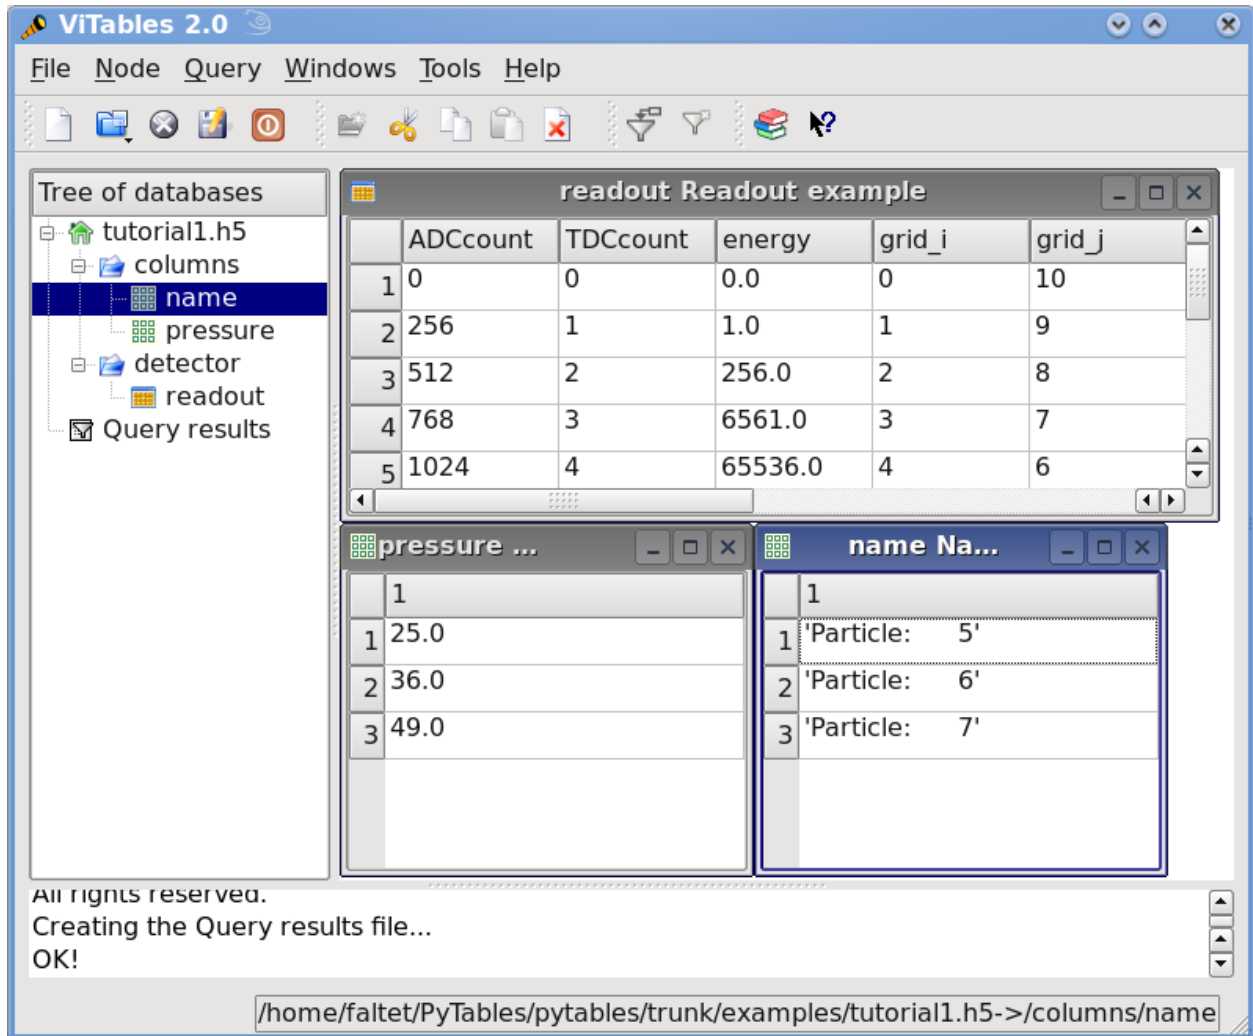 ViTables 2.0
File Node Query Windows Tools Help
Tree of databases
tutorial1.h5
columns
name
pressure
detector
readout
Query results
readout Readout example
ADCcount TDCcount energy grid_i grid_j
1 0 0 0.0 0 10
2 256 1 1.0 1 9
3 512 2 256.0 2 8
4 768 3 6561.0 3 7
5 1024 4 65536.0 4 6
pressure ...
1
1 25.0
2 36.0
3 49.0
name Na...
1
1 'Particle:      5'
2 'Particle:      6'
3 'Particle:      7'
All rights reserved.
Creating the Query results file...
OK!
/home/faltet/PyTables/pytables/trunk/examples/tutorial1.h5->/columns/name